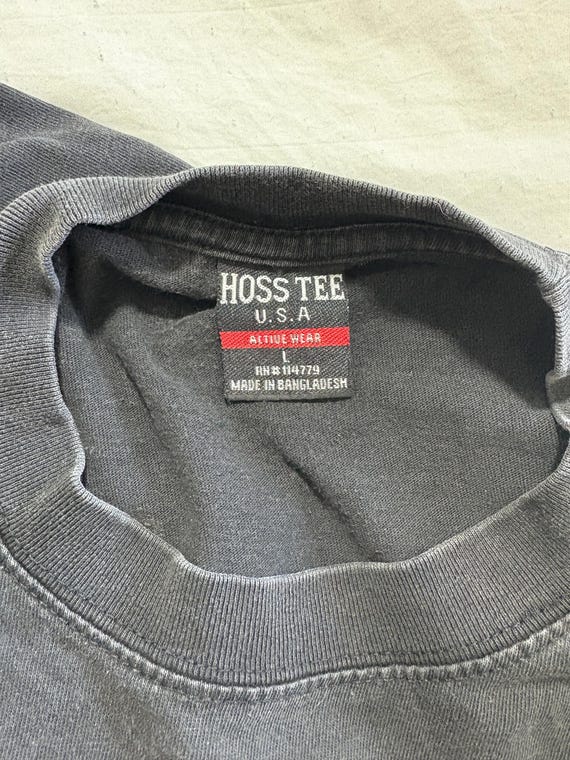 HOSS TEE
U.S.A
ACTIVE WEAR
L
RN# 114779
MADE IN BANGLADESH